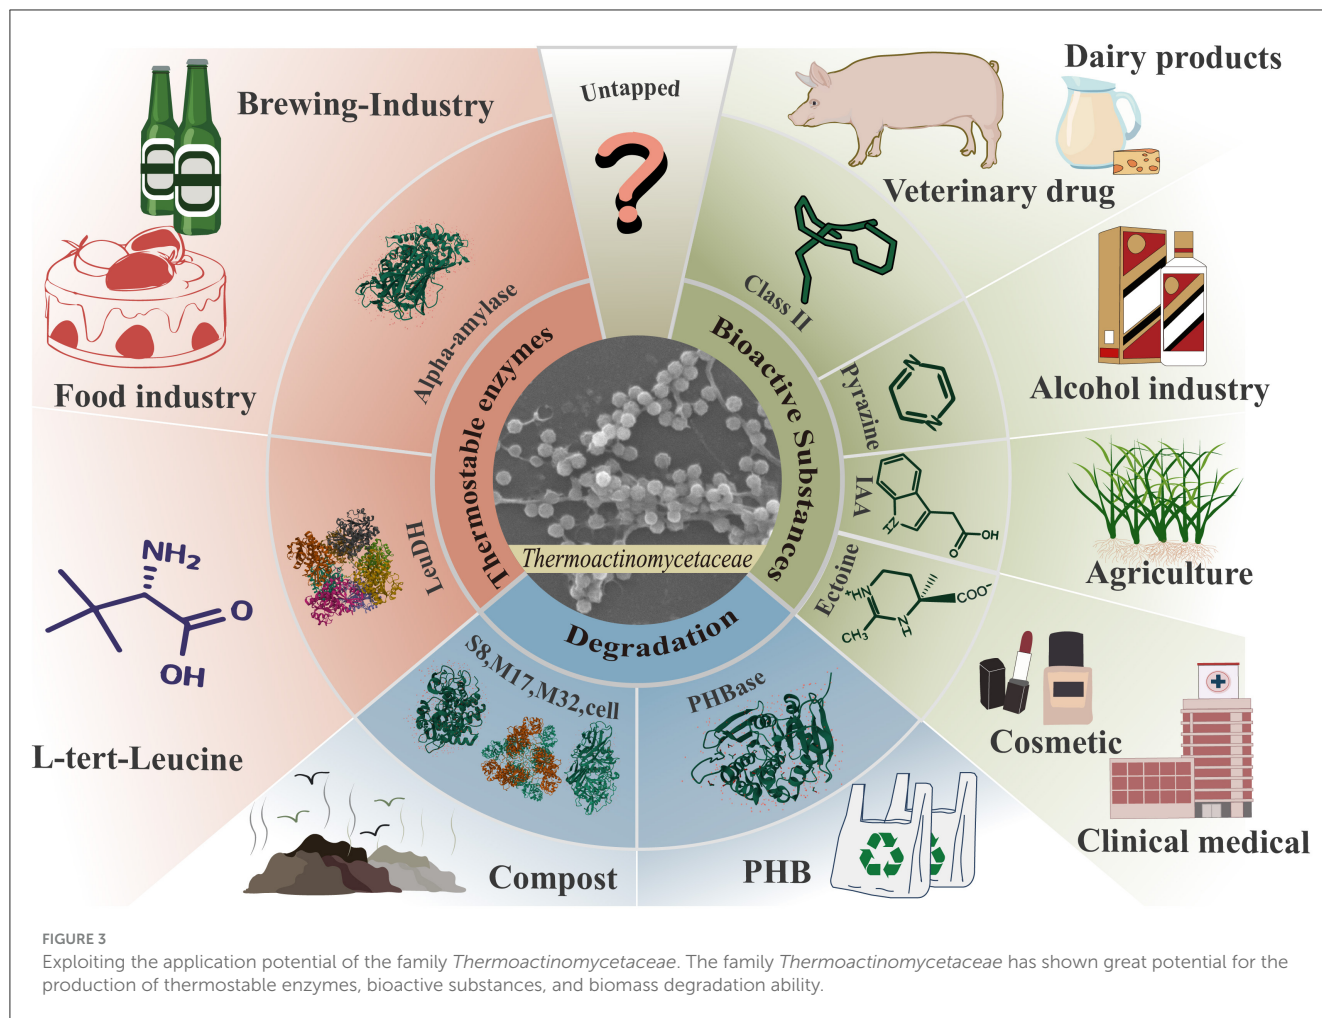 Brewing-Industry
Untapped
?
Dairy products
Veterinary drug
Food industry
Alpha-amylase
Class II
Alcohol industry
Pyrazine
Thermostable enzymes
Bioactive Substances
LeuDH
IAA
N
OH
O
Agriculture
Thermoactinomycetaceae
Ectoine
+HN
N
H
CH3
COO-
NH2
O
OH
L-tert-Leucine
Degradation
S8,M17,M32,cell
PHBase
Cosmetic
Clinical medical
Compost
PHB
FIGURE 3
Exploiting the application potential of the family Thermoactinomycetaceae. The family Thermoactinomycetaceae has shown great potential for the
production of thermostable enzymes, bioactive substances, and biomass degradation ability.